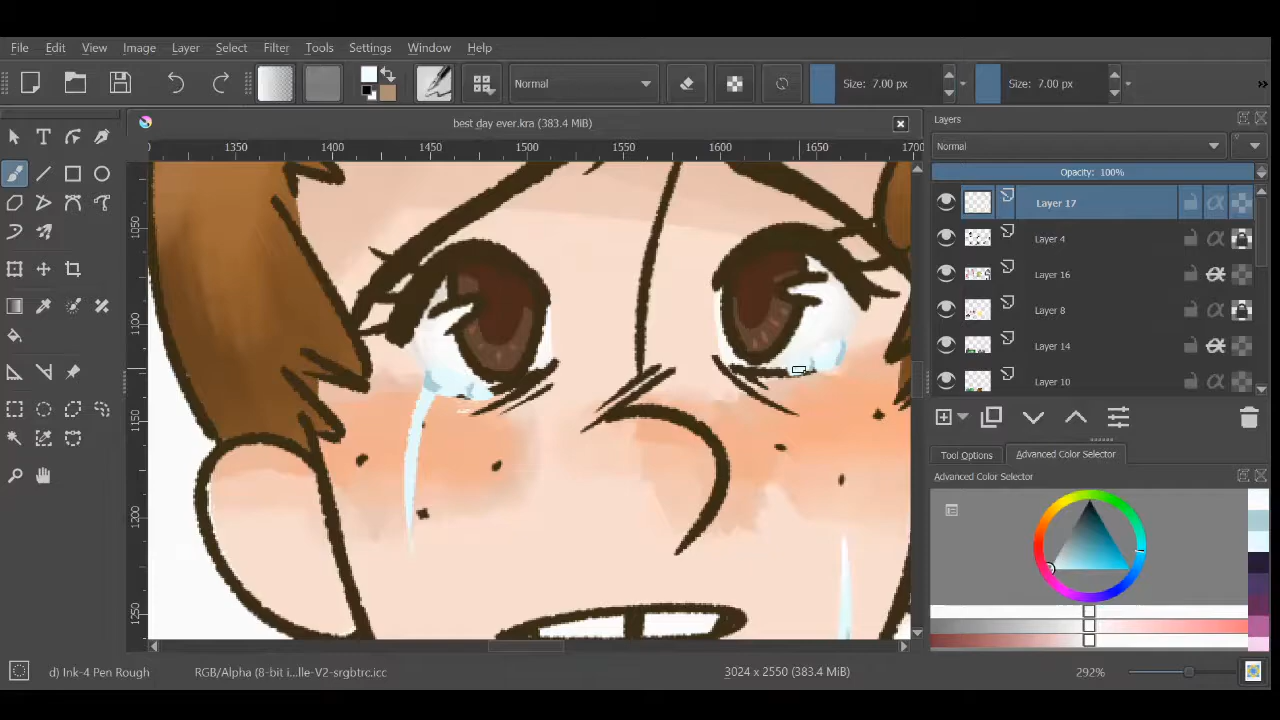 File Edit View Image Layer Select Filter Tools Settings Window Help
Normal Size: 7.00 px Size: 7.00 px
best day ever.kra (383.4 MiB)
1350 1400 1450 1500 1550 1600 1650 1700
1050
1100
1150
1200
1250
Layers
Normal
Opacity: 100%
Layer 17
Layer 4
Layer 16
Layer 8
Layer 14
Layer 10
Tool Options Advanced Color Selector
Advanced Color Selector
d) Ink-4 Pen Rough RGB/Alpha (8-bit i...lle-V2-srgbtrc.icc 3024 x 2550 (383.4 MiB) 292%